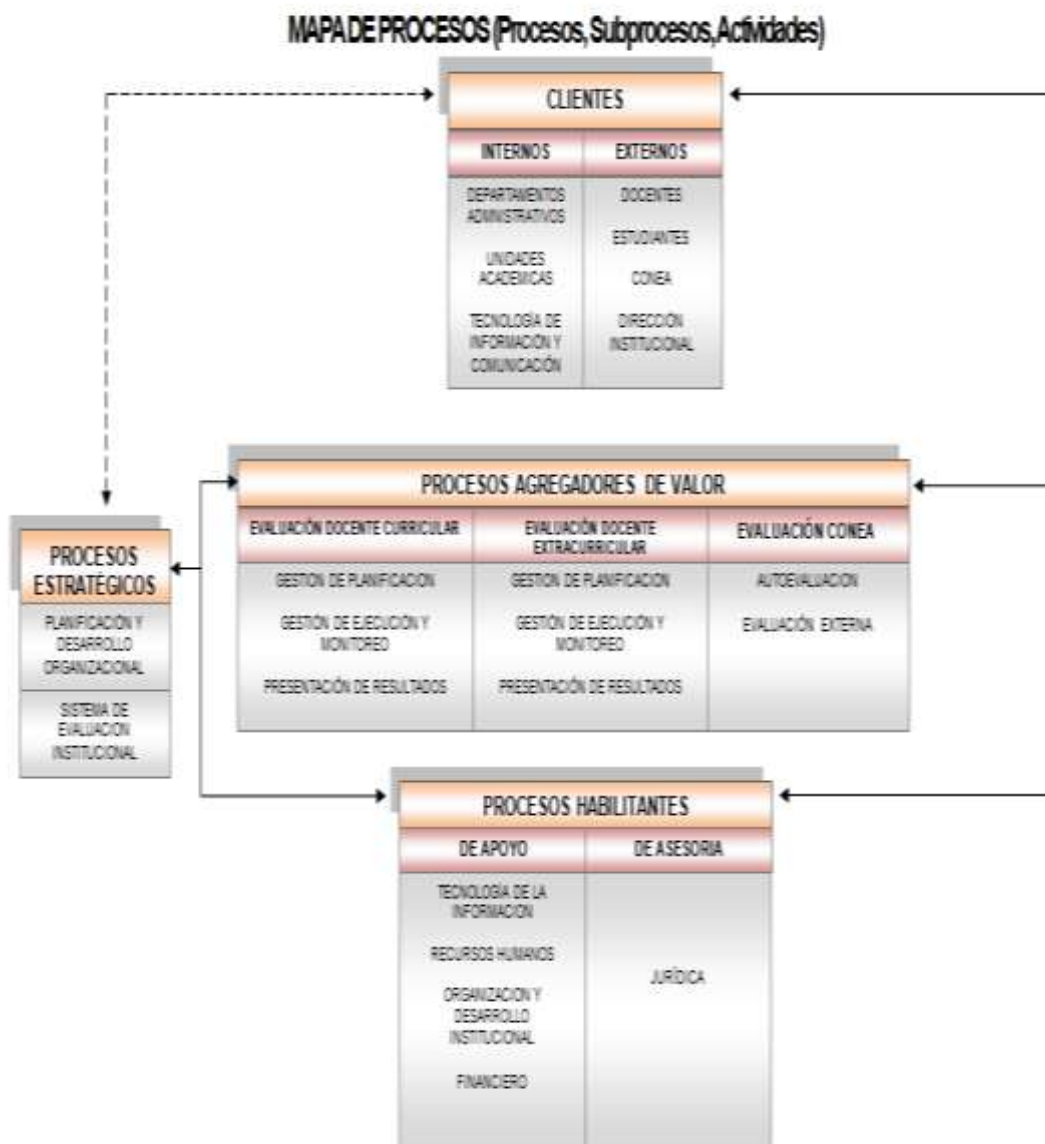 MAPA DE PROCESOS (Procesos, Subprocesos, Actividades)
CLIENTES
INTERNOS
EXTERNOS
DEPARTAMENTOS
ADMINISTRATIVOS
UNIDADES
ACADEMICAS
TECNOLOGÍA DE
INFORMACIÓN Y
COMUNICACIÓN
DOCENTES
ESTUDIANTES
CONEA
DIRECCIÓN
INSTITUCIONAL
PROCESOS AGREGADORES DE VALOR
EVALUACIÓN DOCENTE CURRICULAR
EVALUACIÓN DOCENTE
EXTRACURRICULAR
EVALUACIÓN CONEA
GESTION DE PLANIFICACION
GESTIÓN DE EJECUCIÓN Y
MONITOREO
PRESENTACIÓN DE RESULTADOS
GESTION DE PLANIFICACION
GESTIÓN DE EJECUCIÓN Y
MONITOREO
PRESENTACIÓN DE RESULTADOS
AUTOEVALUACION
EVALUACIÓN EXTERNA
PROCESOS
ESTRATÉGICOS
PLANIFICACIÓN Y
DESARROLLO
ORGANIZACIONAL
SISTEMA DE
EVALUACION
INSTITUCIONAL
PROCESOS HABILITANTES
DE APOYO
DE ASESORIA
TECNOLOGÍA DE LA
INFORMACION
RECURSOS HUMANOS
ORGANIZACION Y
DESARROLLO
INSTITUCIONAL
FINANCIERO
JURÍDICA